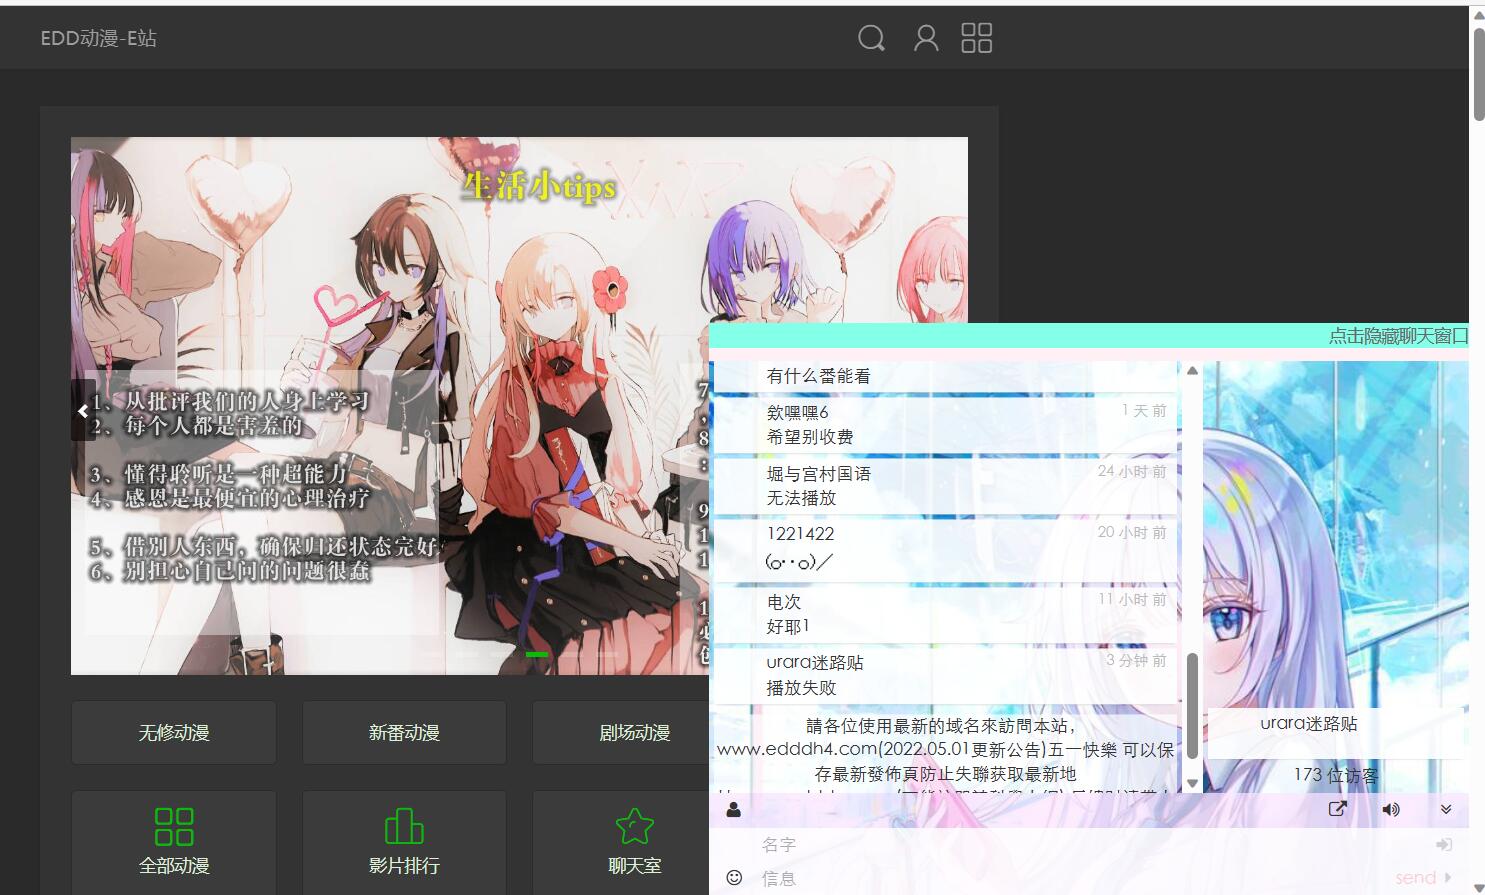 EDD动漫-E站
生活小tips
1、从批评我们的人身上学习
2、每个人都是害羞的
3、懂得聆听是一种超能力
4、感恩是最便宜的心理治疗
5、借别人东西，确保归还状态完好
6、别担心自己问的问题很蠢
无修动漫
新番动漫
剧场动漫
全部动漫
影片排行
聊天室
点击隐藏聊天窗口
有什么番能看
欸嘿嘿6 1 天 前
希望别收费
堀与宫村国语 24 小时 前
无法播放
1221422 20 小时 前
(o··o)／
电次 11 小时 前
好耶1
urara迷路贴 3 分钟 前
播放失败
請各位使用最新的域名來訪問本站，
www.edddh4.com(2022.05.01更新公告)五一快樂 可以保
存最新發佈頁防止失聯获取最新地
urara迷路贴
173 位访客
名字
信息
send